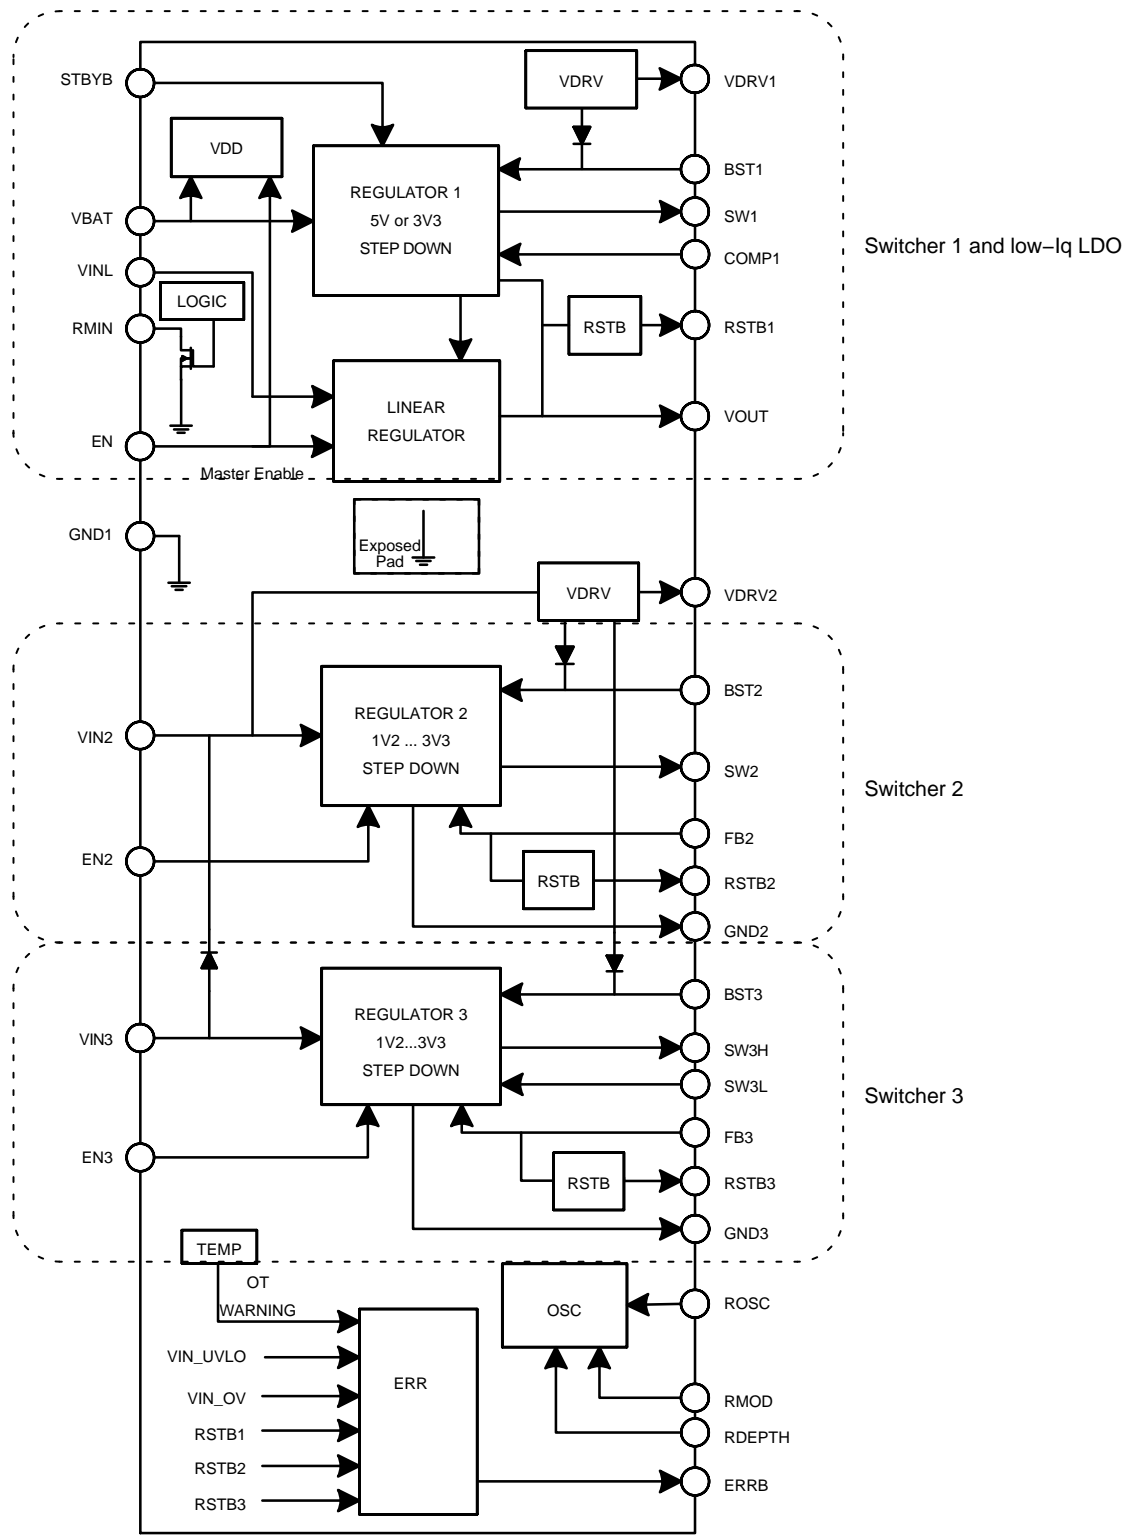 STBYB
VDRV
VDRV1
VDD
BST1
REGULATOR 1
5V or 3V3
STEP DOWN
VBAT
SW1
Switcher 1 and low−Iq LDO
COMP1
VINL
LOGIC
RMIN
RSTB
RSTB1
LINEAR
REGULATOR
VOUT
EN
Master Enable
GND1
Exposed
Pad
VDRV
VDRV2
BST2
REGULATOR 2
1V2 ... 3V3
STEP DOWN
VIN2
SW2
Switcher 2
FB2
EN2
RSTB
RSTB2
GND2
BST3
REGULATOR 3
1V2...3V3
STEP DOWN
VIN3
SW3H
SW3L
Switcher 3
FB3
EN3
RSTB
RSTB3
GND3
TEMP
OT
WARNING
OSC
ROSC
VIN_UVLO
ERR
VIN_OV
RMOD
RSTB1
RDEPTH
RSTB2
ERRB
RSTB3